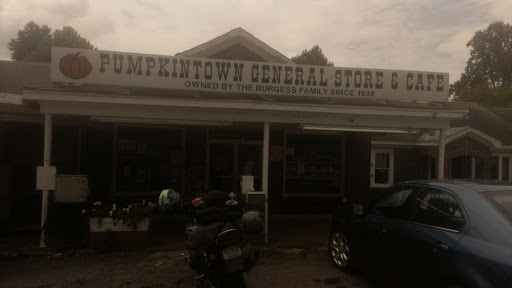 PUMPKINTOWN GENERAL STORE & CAFE
OWNED BY THE BURGESS FAMILY SINCE 1938